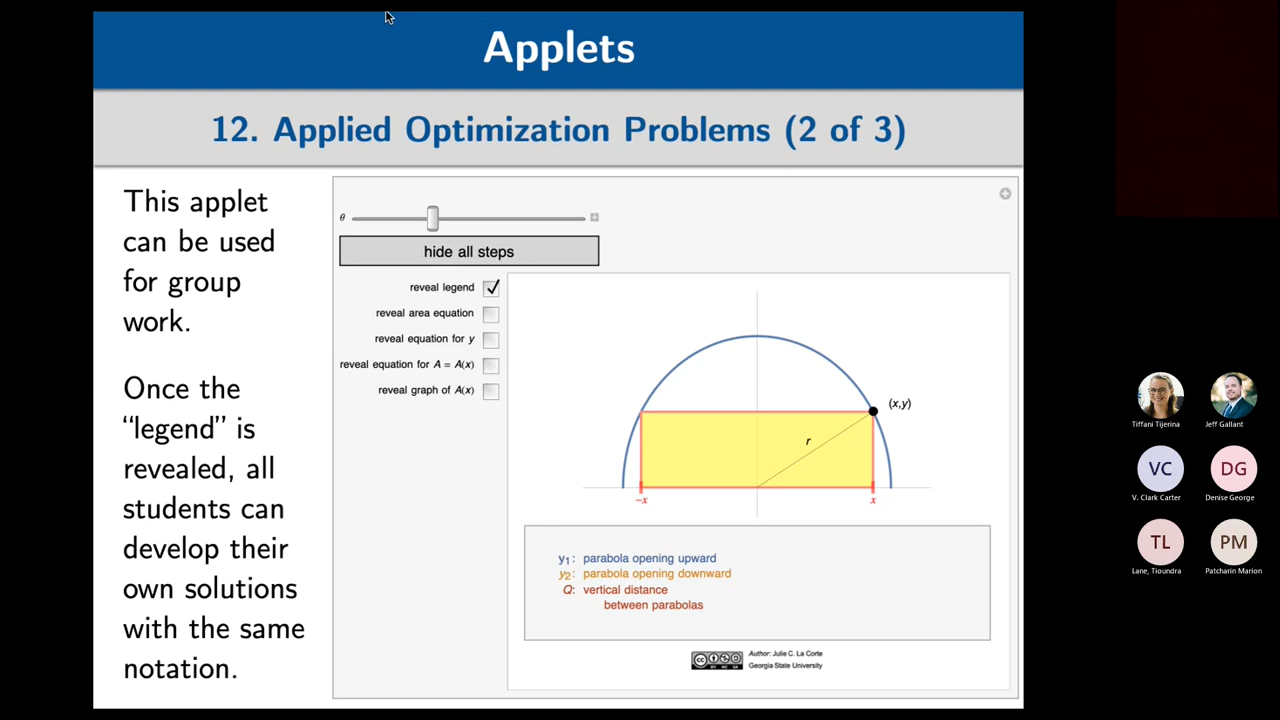 Applets
12. Applied Optimization Problems (2 of 3)
This applet
can be used
for group
work.
Once the
“legend” is
revealed, all
students can
develop their
own solutions
with the same
notation.
θ
hide all steps
reveal legend
reveal area equation
reveal equation for y
reveal equation for A = A(x)
reveal graph of A(x)
(x,y)
r
−x
x
y₁: parabola opening upward
y₂: parabola opening downward
Q: vertical distance
between parabolas
CC BY NC SA
Author: Julie C. La Corte
Georgia State University
Tiffani Tijerina
Jeff Gallant
VC
V. Clark Carter
DG
Denise George
TL
Lane, Tioundra
PM
Patcharin Marion